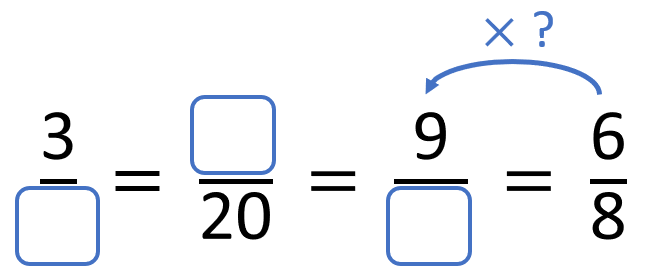 × ?
3 = 9 = 6
20 8